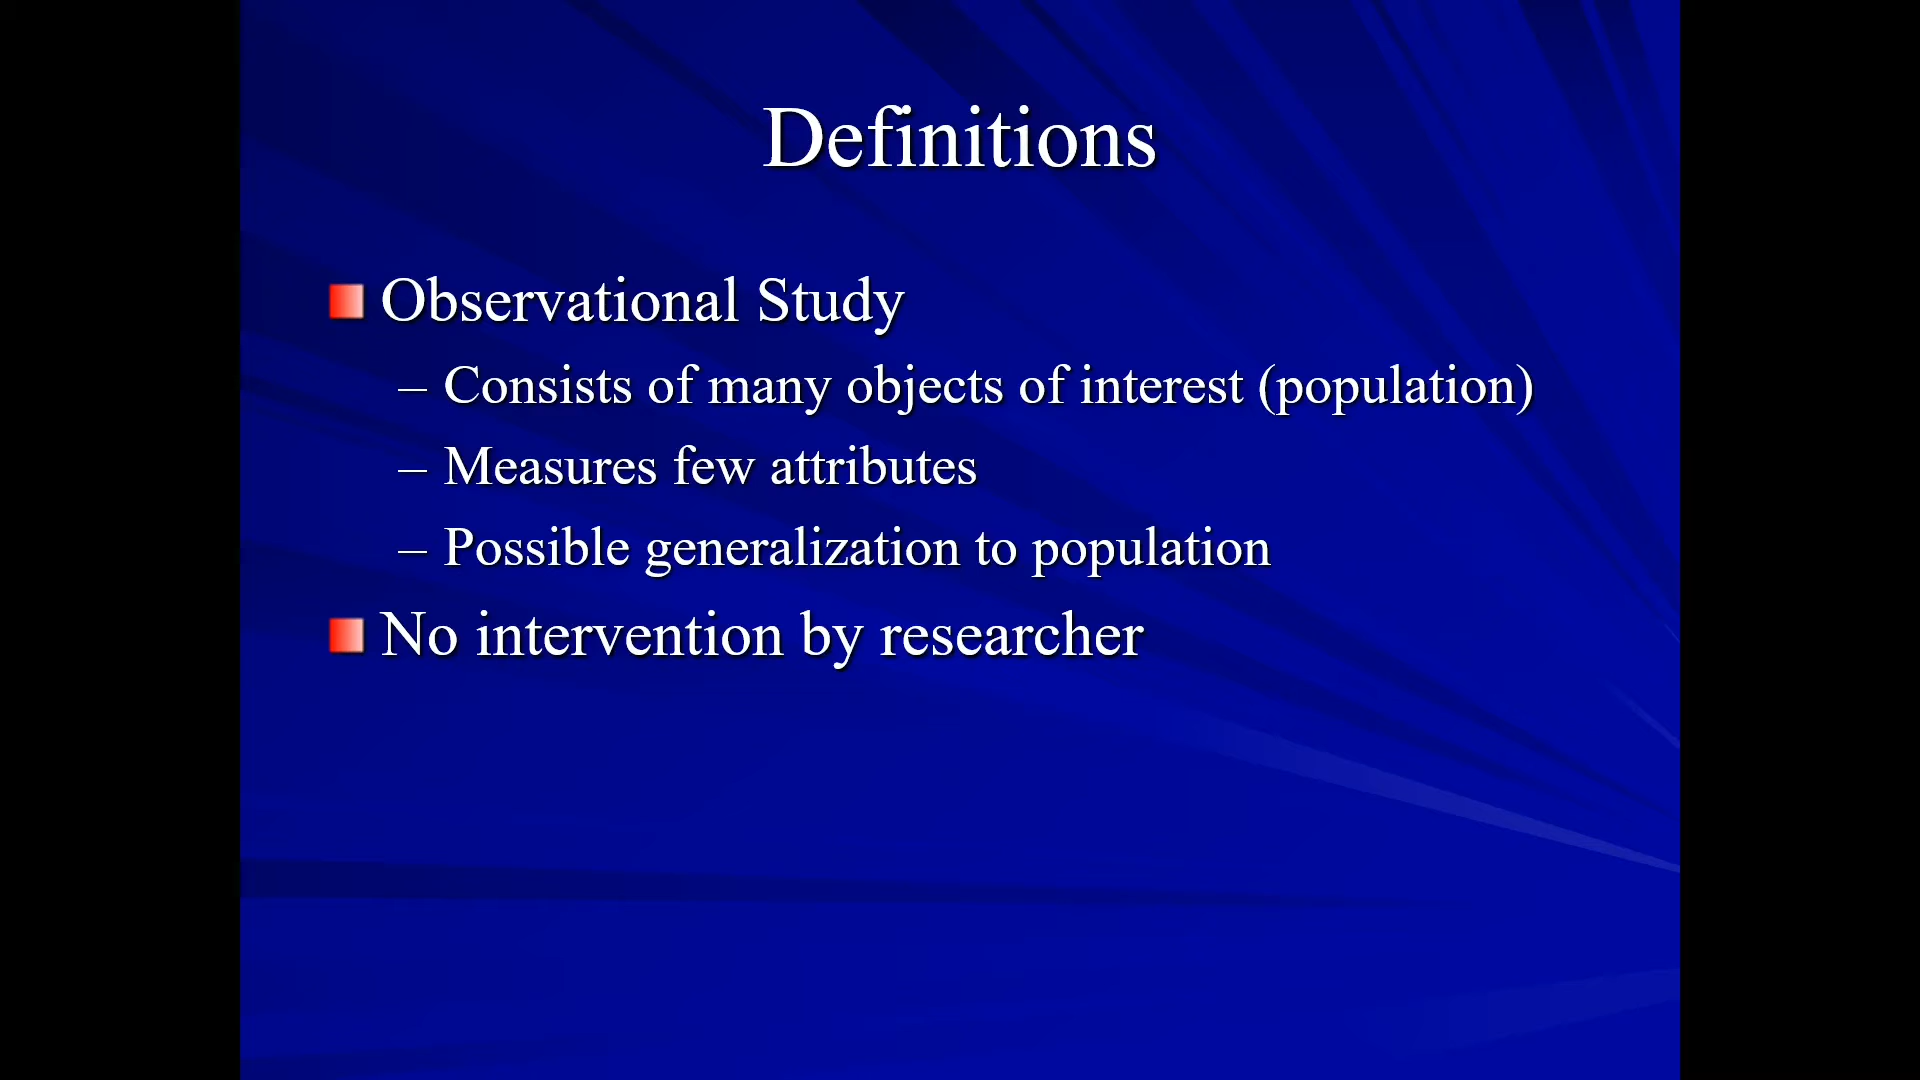 Definitions
Observational Study
– Consists of many objects of interest (population)
– Measures few attributes
– Possible generalization to population
No intervention by researcher